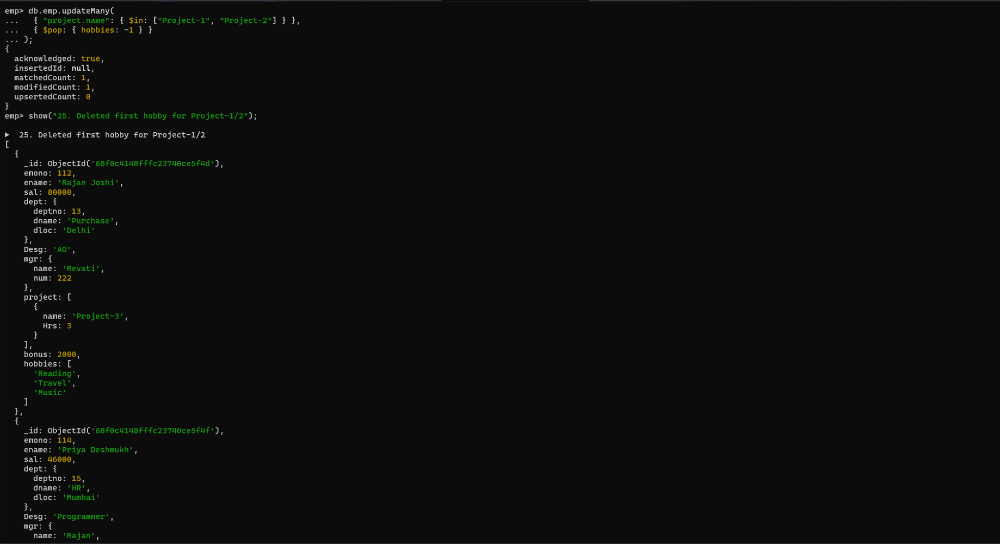 emp> db.emp.updateMany(
...   { "project.name": { $in: ["Project-1", "Project-2"] } },
...   { $pop: { hobbies: -1 } }
... );
{
  acknowledged: true,
  insertedId: null,
  matchedCount: 1,
  modifiedCount: 1,
  upsertedCount: 0
}
emp> show("25. Deleted first hobby for Project-1/2");
▶  25. Deleted first hobby for Project-1/2
[
  {
    _id: ObjectId('68f0c4148fffc23740ce5f4d'),
    emono: 112,
    ename: 'Rajan Joshi',
    sal: 80000,
    dept: {
      deptno: 13,
      dname: 'Purchase',
      dloc: 'Delhi'
    },
    Desg: 'AO',
    mgr: {
      name: 'Revati',
      num: 222
    },
    project: [
      {
        name: 'Project-3',
        Hrs: 3
      }
    ],
    bonus: 2000,
    hobbies: [
      'Reading',
      'Travel',
      'Music'
    ]
  },
  {
    _id: ObjectId('68f0c4148fffc23740ce5f4f'),
    emono: 114,
    ename: 'Priya Deshmukh',
    sal: 46000,
    dept: {
      deptno: 15,
      dname: 'HR',
      dloc: 'Mumbai'
    },
    Desg: 'Programmer',
    mgr: {
      name: 'Rajan',